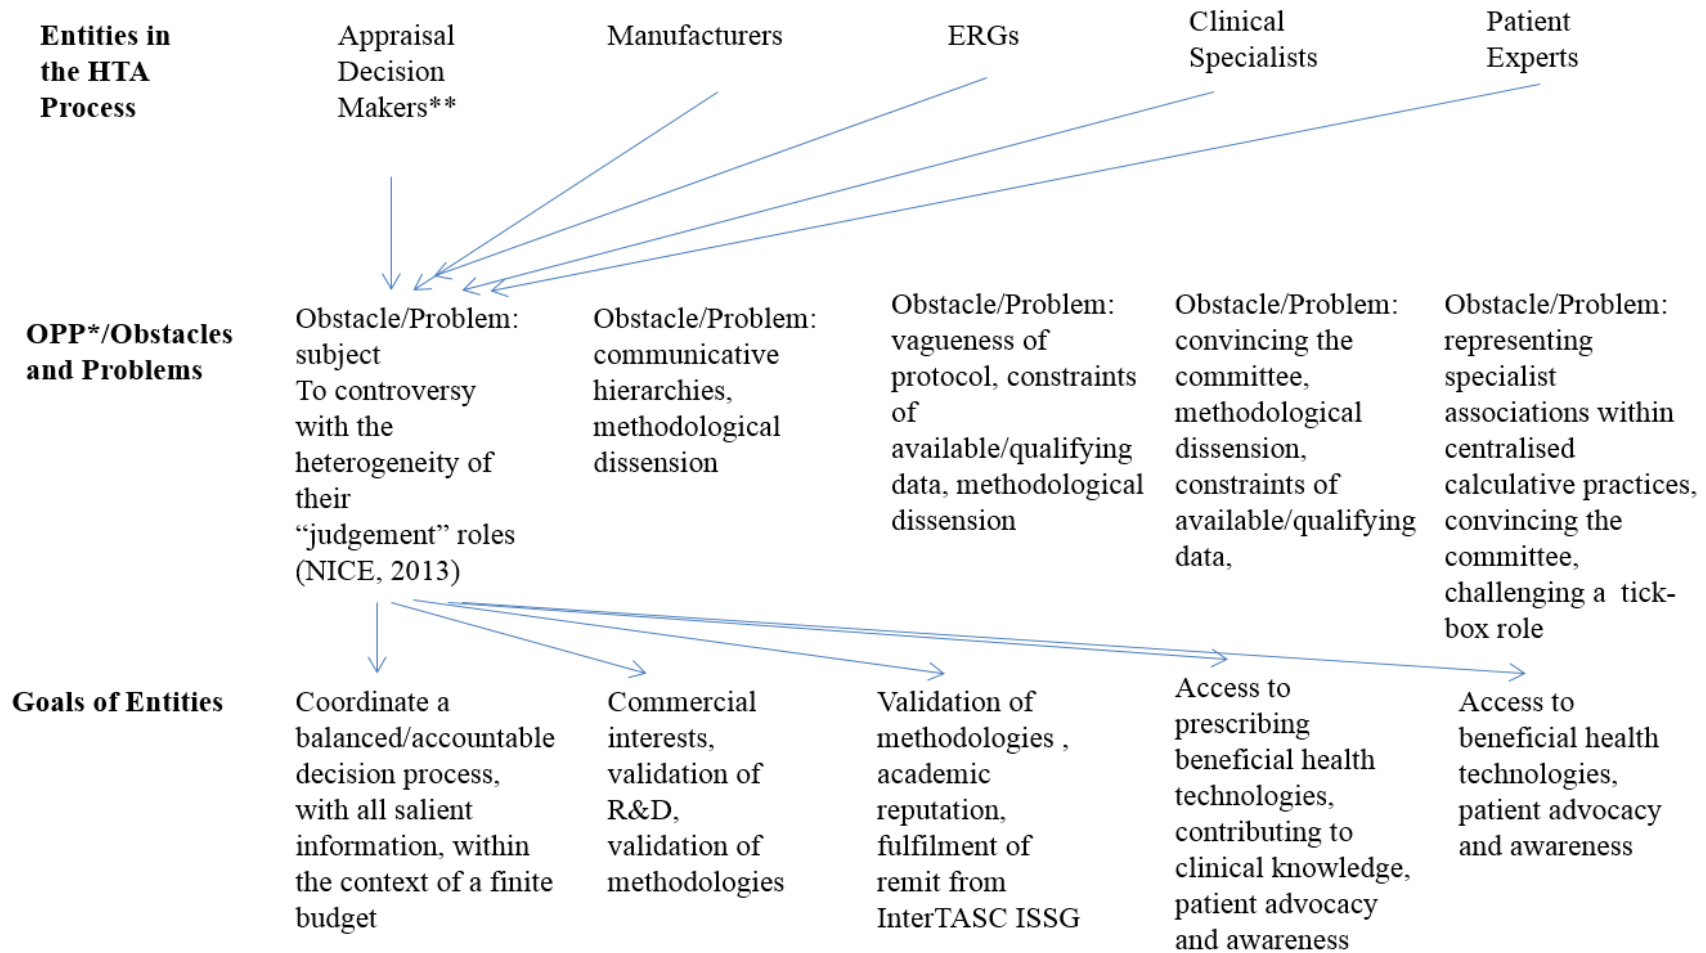 Entities in
the HTA
Process
Appraisal
Decision
Makers**
Manufacturers
ERGs
Clinical
Specialists
Patient
Experts
OPP*/Obstacles
and Problems
Obstacle/Problem:
subject
To controversy
with the
heterogeneity of
their
“judgement” roles
(NICE, 2013)
Obstacle/Problem:
communicative
hierarchies,
methodological
dissension
Obstacle/Problem:
vagueness of
protocol, constraints
of
available/qualifying
data, methodological
dissension
Obstacle/Problem:
convincing the
committee,
methodological
dissension,
constraints of
available/qualifying
data,
Obstacle/Problem:
representing
specialist
associations within
centralised
calculative practices,
convincing the
committee,
challenging a tick-
box role
Goals of Entities
Coordinate a
balanced/accountable
decision process,
with all salient
information, within
the context of a finite
budget
Commercial
interests,
validation of
R&D,
validation of
methodologies
Validation of
methodologies ,
academic
reputation,
fulfilment of
remit from
InterTASC ISSG
Access to
prescribing
beneficial health
technologies,
contributing to
clinical knowledge,
patient advocacy
and awareness
Access to
beneficial health
technologies,
patient advocacy
and awareness